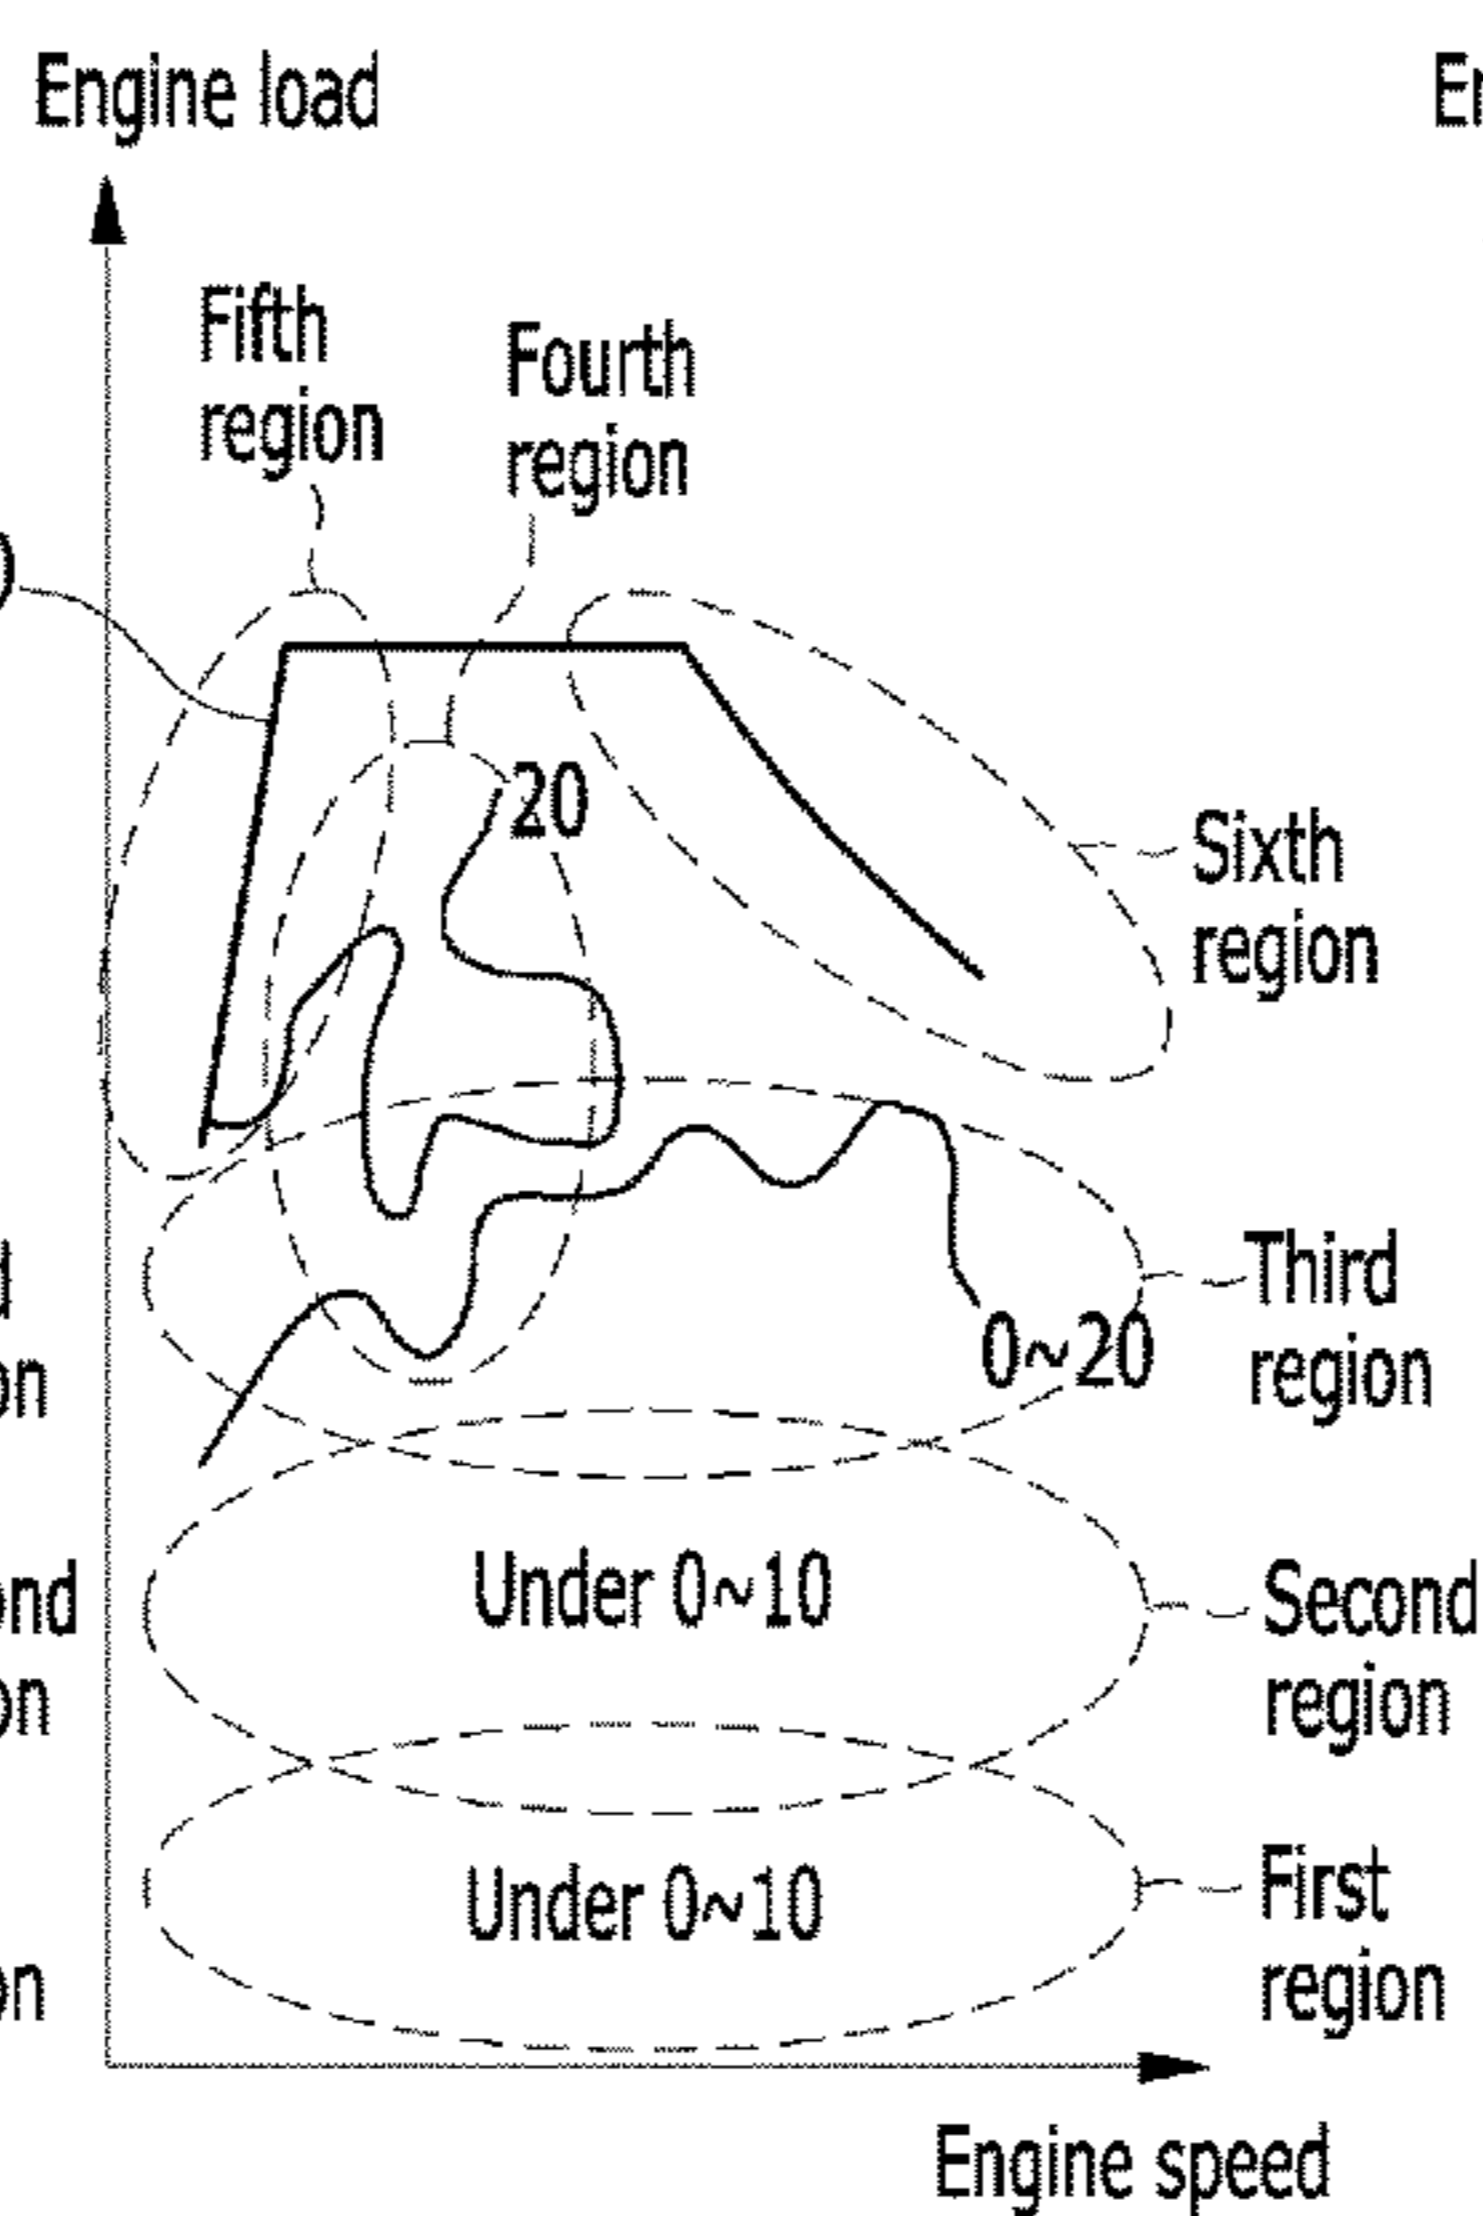 Engine load
Fifth
region
Fourth
region
20
Sixth
region
Third
region
0~20
Under 0~10
Second
region
Under 0~10
First
region
Engine speed